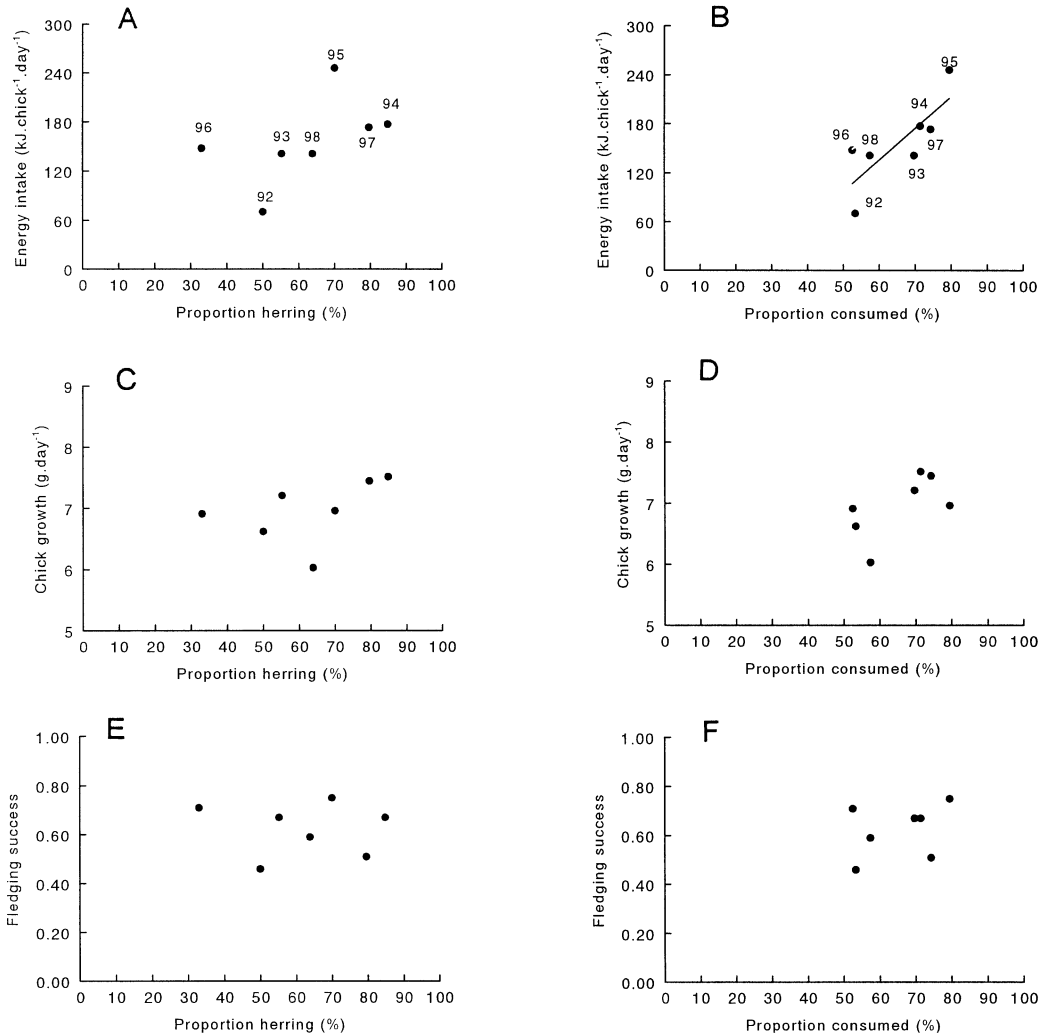 A
Energy intake (kJ.chick⁻¹.day⁻¹)
300
240
180
120
60
0
95
94
96
93
98
97
92
0 10 20 30 40 50 60 70 80 90 100
Proportion herring (%)
B
Energy intake (kJ.chick⁻¹.day⁻¹)
300
240
180
120
60
0
95
94
96
98
97
93
92
0 10 20 30 40 50 60 70 80 90 100
Proportion consumed (%)
C
Chick growth (g.day⁻¹)
9
8
7
6
5
0 10 20 30 40 50 60 70 80 90 100
Proportion herring (%)
D
Chick growth (g.day⁻¹)
9
8
7
6
5
0 10 20 30 40 50 60 70 80 90 100
Proportion consumed (%)
E
Fledging success
1.00
0.80
0.60
0.40
0.20
0.00
0 10 20 30 40 50 60 70 80 90 100
Proportion herring (%)
F
Fledging success
1.00
0.80
0.60
0.40
0.20
0.00
0 10 20 30 40 50 60 70 80 90 100
Proportion consumed (%)